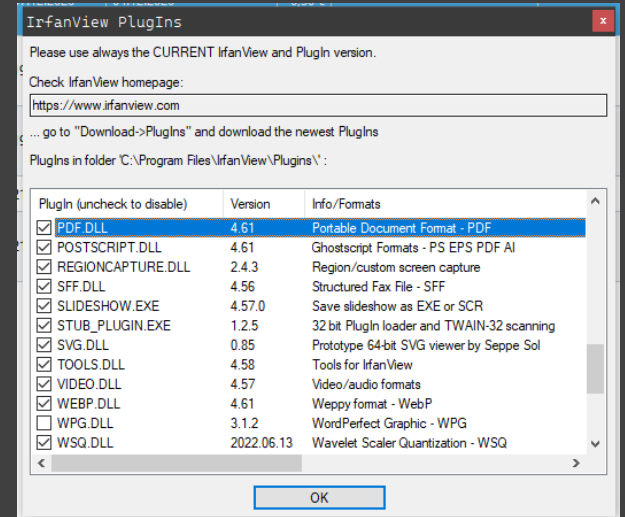 IrfanView PlugIns
x
Please use always the CURRENT IrfanView and PlugIn version.
Check IrfanView homepage:
https://www.irfanview.com
... go to "Download->PlugIns" and download the newest PlugIns
PlugIns in folder 'C:\Program Files\IrfanView\Plugins\' :
PlugIn (uncheck to disable) Version Info/Formats
PDF.DLL 4.61 Portable Document Format - PDF
POSTSCRIPT.DLL 4.61 Ghostscript Formats - PS EPS PDF AI
REGIONCAPTURE.DLL 2.4.3 Region/custom screen capture
SFF.DLL 4.56 Structured Fax File - SFF
SLIDESHOW.EXE 4.57.0 Save slideshow as EXE or SCR
STUB_PLUGIN.EXE 1.2.5 32 bit PlugIn loader and TWAIN-32 scanning
SVG.DLL 0.85 Prototype 64-bit SVG viewer by Seppe Sol
TOOLS.DLL 4.58 Tools for IrfanView
VIDEO.DLL 4.57 Video/audio formats
WEBP.DLL 4.61 Weppy format - WebP
WPG.DLL 3.1.2 WordPerfect Graphic - WPG
WSQ.DLL 2022.06.13 Wavelet Scaler Quantization - WSQ
OK